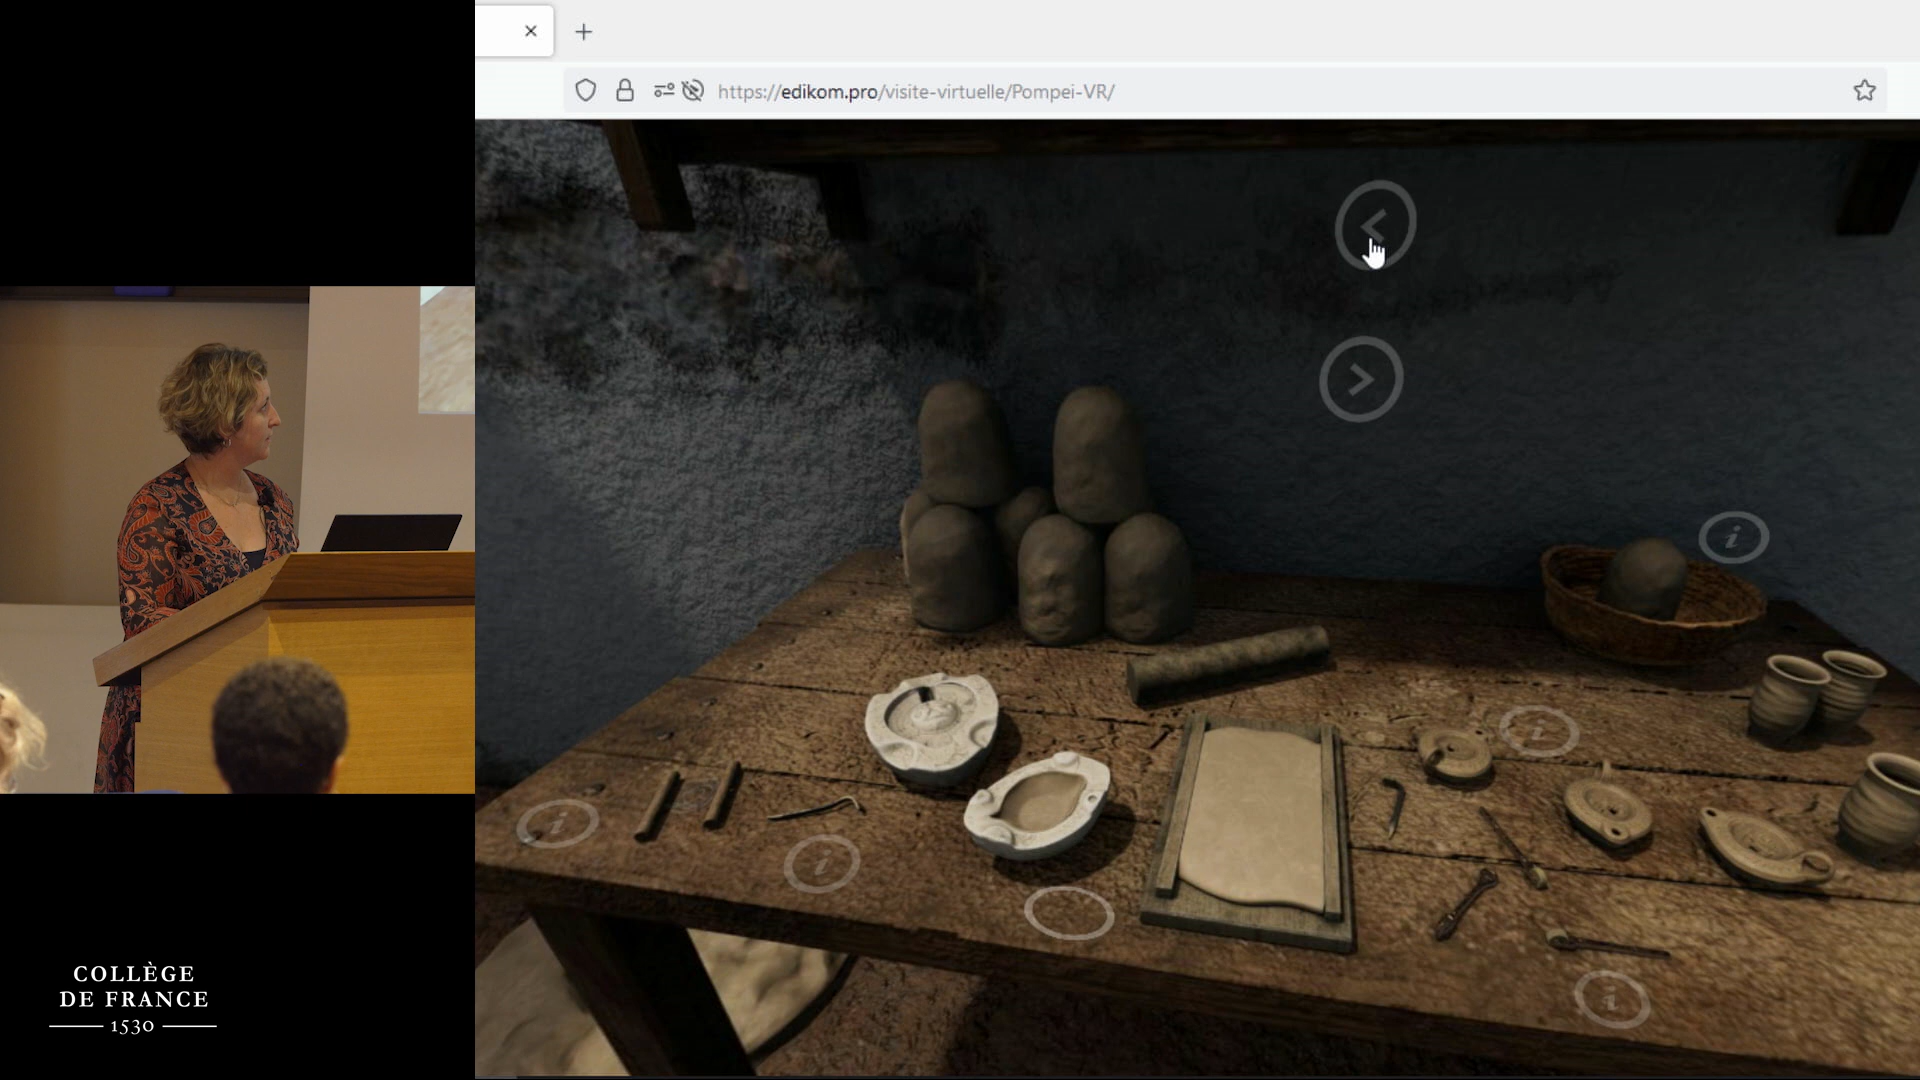 https://edikom.pro/visite-virtuelle/Pompei-VR/
i
i
i
i
i
COLLÈGE
DE FRANCE
1530